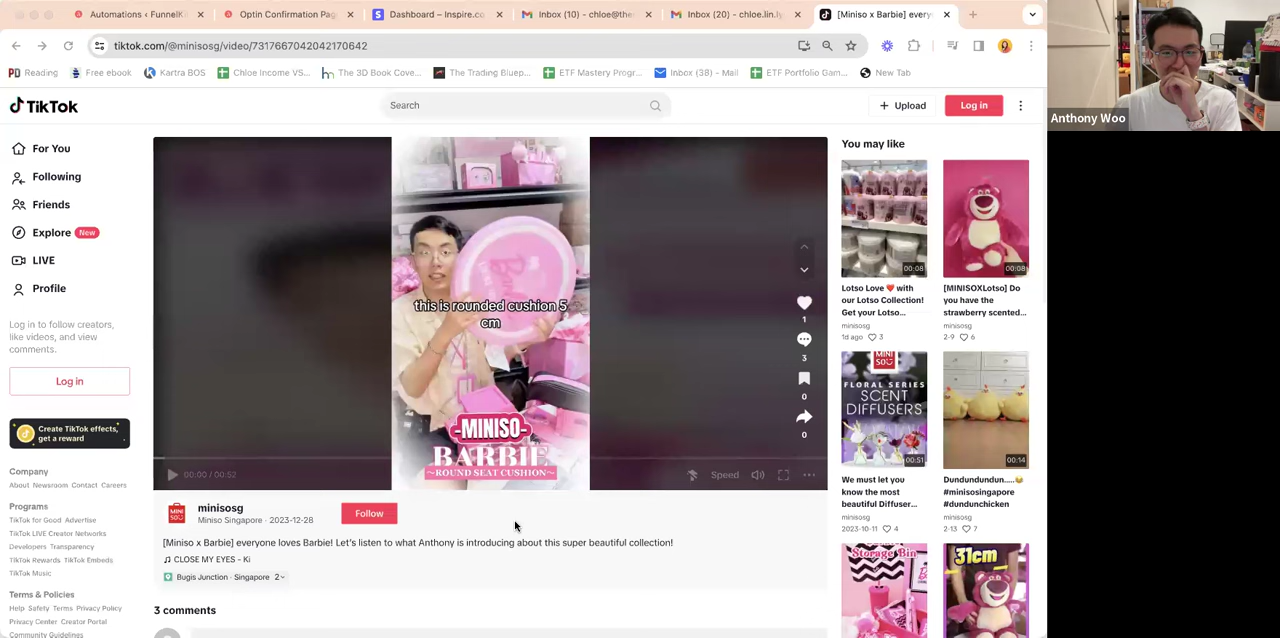 Automations ‹ FunnelKi
Optin Confirmation Pag
Dashboard – Inspire.co
Inbox (10) - chloe@the
Inbox (20) - chloe.lin.ly
[Miniso x Barbie] every
tiktok.com/@minisosg/video/7317667042042170642
Reading
Free ebook
Kartra BOS
Chloe Income VS...
The 3D Book Cove...
The Trading Bluep...
ETF Mastery Progr...
Inbox (38) - Mail
ETF Portfolio Gam...
New Tab
Anthony Woo
TikTok
Search
Upload
Log in
For You
Following
Friends
Explore New
LIVE
Profile
Log in to follow creators,
like videos, and view
comments.
Log in
Create TikTok effects,
get a reward
Company
About Newsroom Contact Careers
Programs
TikTok for Good Advertise
TikTok LIVE Creator Networks
Developers Transparency
TikTok Rewards TikTok Embeds
TikTok Music
Terms & Policies
Help Safety Terms Privacy Policy
Privacy Center Creator Portal
Community Guidelines
this is rounded cushion 5
cm
-MINISO-
BARBIE
~ROUND SEAT CUSHION~
1
3
0
0
00:00 / 00:52
Speed
minisosg
Miniso Singapore · 2023-12-28
Follow
[Miniso x Barbie] everyone loves Barbie! Let's listen to what Anthony is introducing about this super beautiful collection!
CLOSE MY EYES - Ki
Bugis Junction · Singapore 2
3 comments
You may like
00:08
Lotso Love ❤️ with
our Lotso Collection!
Get your Lotso...
minisosg
1d ago 3
00:08
[MINISOXLotso] Do
you have the
strawberry scented...
minisosg
2-9 6
MINI
SO
FLORAL SERIES
SCENT
DIFFUSERS
00:51
We must let you
know the most
beautiful Diffuser...
minisosg
2023-10-11 4
00:14
Dundundundun.....😂
#minisosingapore
#dundunchicken
minisosg
2-13 7
Storage Bin
31cm